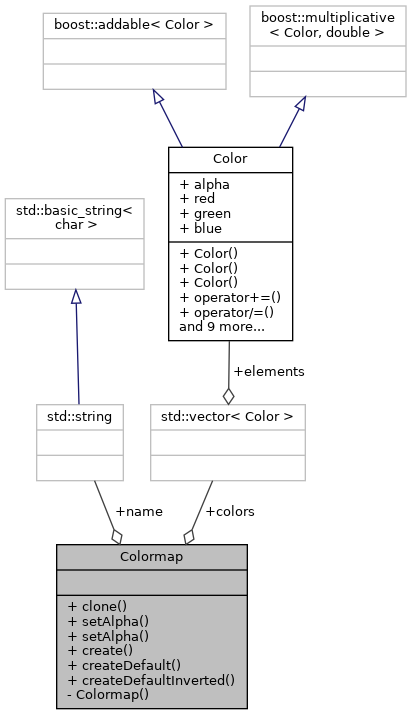 boost::addable< Color >
boost::multiplicative
< Color, double >
Color
+ alpha
+ red
+ green
+ blue
+ Color()
+ Color()
+ Color()
+ operator+=()
+ operator/=()
and 9 more...
std::basic_string<
char >
+elements
std::string
std::vector< Color >
+name
+colors
Colormap
+ clone()
+ setAlpha()
+ setAlpha()
+ create()
+ createDefault()
+ createDefaultInverted()
- Colormap()